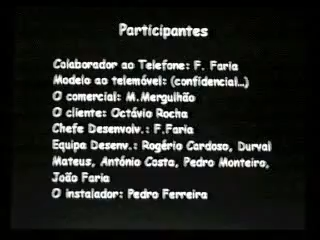 Participantes
Colaborador ao Telefone: F. Faria
Modelo ao telemóvel: (confidencial...)
O comercial: M.Mergulhão
O cliente: Octávio Rocha
Chefe Desenvolv.: F.Faria
Equipa Desenv.: Rogério Cardoso, Durval
Mateus, António Costa, Pedro Monteiro,
João Faria
O instalador: Pedro Ferreira